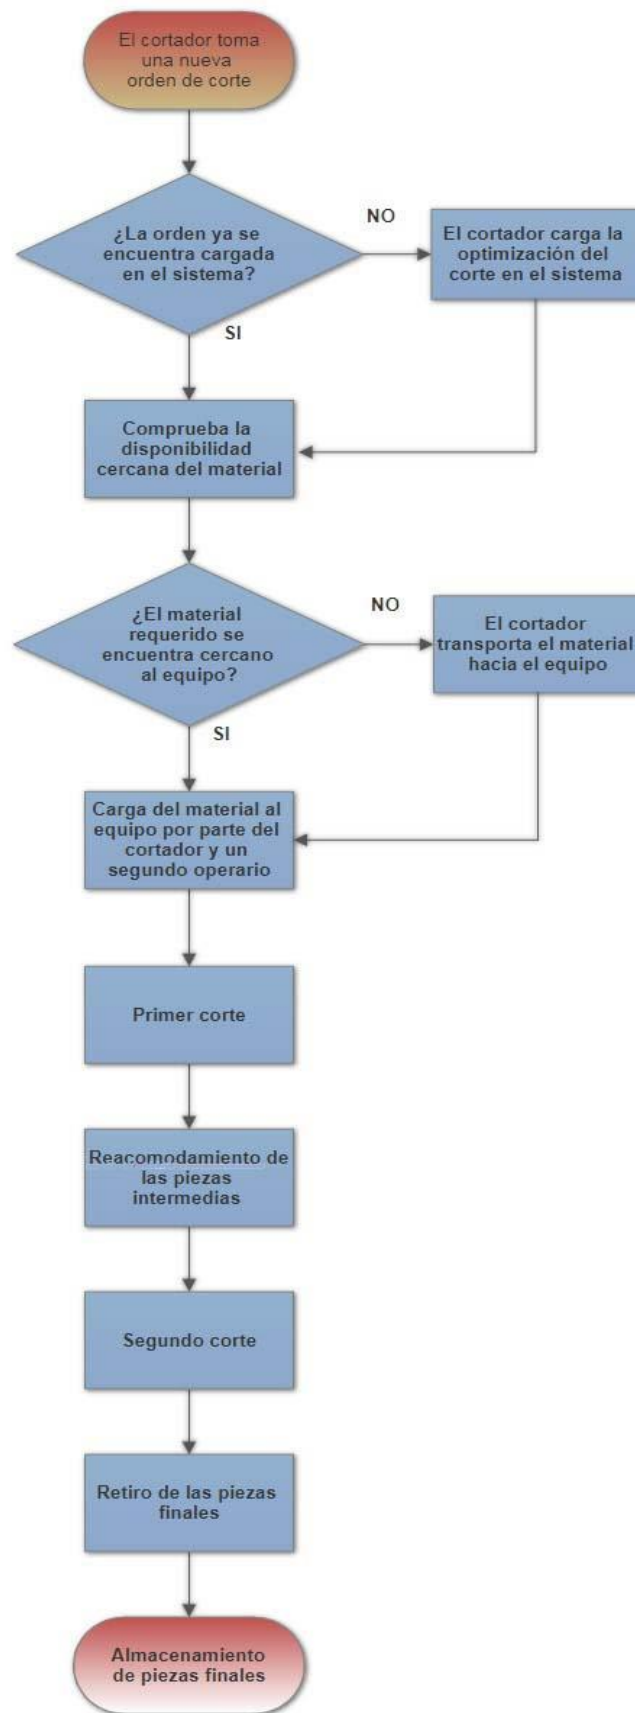 El cortador toma
una nueva
orden de corte
¿La orden ya se
encuentra cargada
en el sistema?
NO
El cortador carga la
optimización del
corte en el sistema
SI
Comprueba la
disponibilidad
cercana del material
¿El material
requerido se
encuentra cercano
al equipo?
NO
El cortador
transporta el material
hacia el equipo
SI
Carga del material al
equipo por parte del
cortador y un
segundo operario
Primer corte
Reacomodamiento de
las piezas
intermedias
Segundo corte
Retiro de las piezas
finales
Almacenamiento
de piezas finales